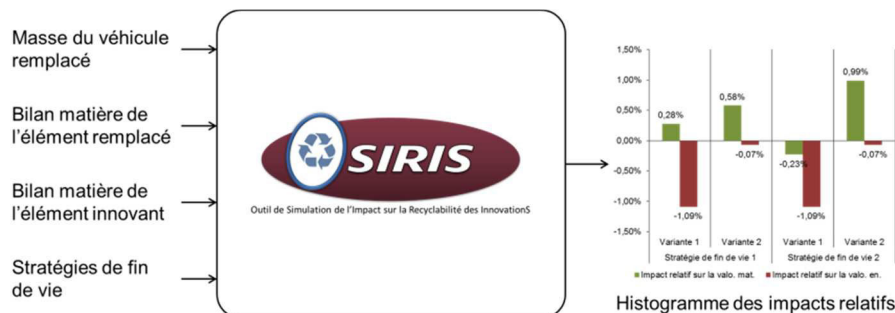 Masse du véhicule
remplacé
Bilan matière de
l'élément remplacé
Bilan matière de
l'élément innovant
Stratégies de fin
de vie
SIRIS
Outil de Simulation de l'Impact sur la Recyclabilité des InnovationS
1,50%
1,00%
0,50%
0,00%
-0,50%
-1,00%
-1,50%
0,28%
-1,09%
0,58%
-0,07%
-0,23%
-1,09%
0,99%
-0,07%
Variante 1 Variante 2 Variante 1 Variante 2
Stratégie de fin de vie 1 Stratégie de fin de vie 2
Impact relatif sur la valo. mat. Impact relatif sur la valo. en.
Histogramme des impacts relatifs